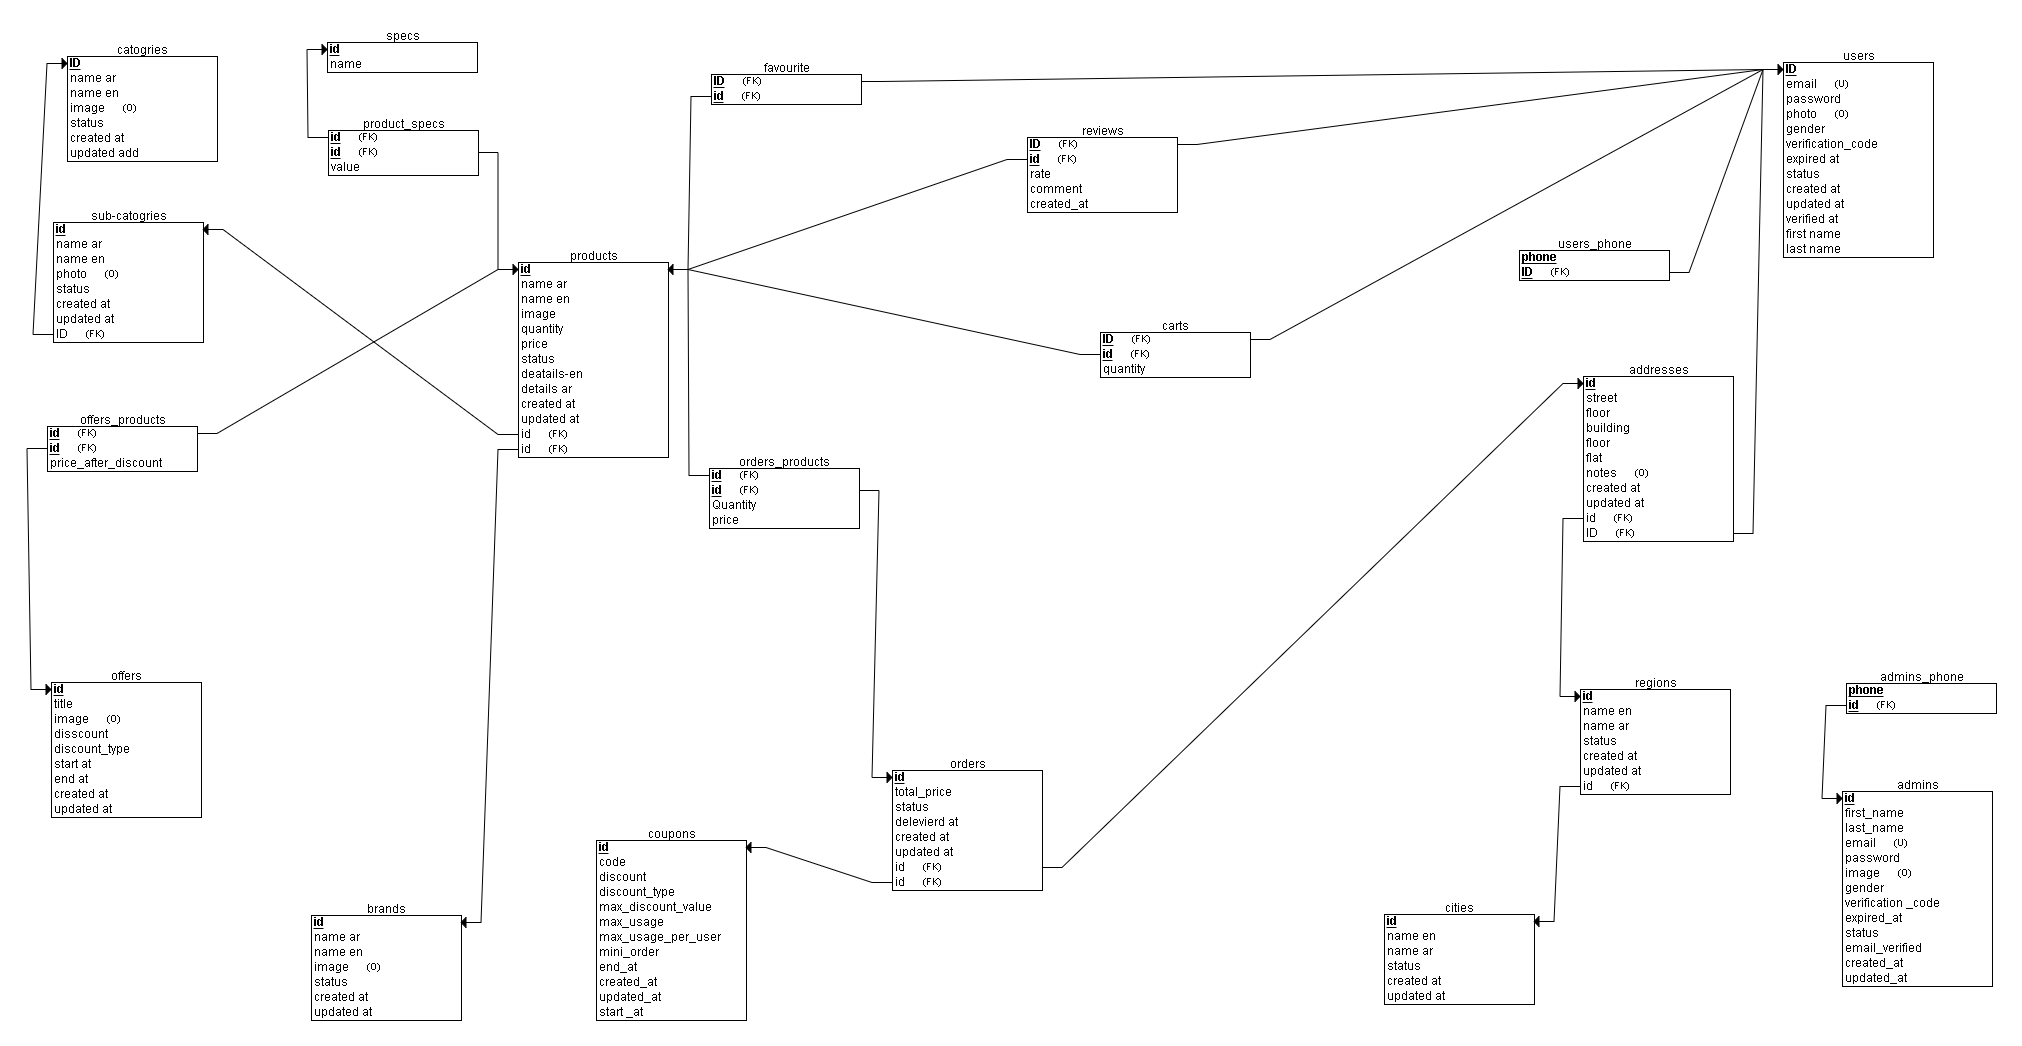 catogries
ID
name ar
name en
image (O)
status
created at
updated add
specs
id
name
product_specs
id (FK)
id (FK)
value
favourite
ID (FK)
id (FK)
reviews
ID (FK)
id (FK)
rate
comment
created_at
users
ID
email (U)
password
photo (O)
gender
verification_code
expired at
status
created at
updated at
verified at
first name
last name
sub-catogries
id
name ar
name en
photo (O)
status
created at
updated at
ID (FK)
products
id
name ar
name en
image
quantity
price
status
deatails-en
details ar
created at
updated at
id (FK)
id (FK)
users_phone
phone
ID (FK)
carts
ID (FK)
id (FK)
quantity
addresses
id
street
floor
building
floor
flat
notes (O)
created at
updated at
id (FK)
ID (FK)
offers_products
id (FK)
id (FK)
price_after_discount
orders_products
id (FK)
id (FK)
Quantity
price
offers
id
title
image (O)
disscount
discount_type
start at
end at
created at
updated at
regions
id
name en
name ar
status
created at
updated at
id (FK)
admins_phone
phone
id (FK)
orders
id
total_price
status
delevierd at
created at
updated at
id (FK)
id (FK)
admins
id
first_name
last_name
email (U)
password
image (O)
gender
verification _code
expired_at
status
email_verified
created_at
updated_at
coupons
id
code
discount
discount_type
max_discount_value
max_usage
max_usage_per_user
mini_order
end_at
created_at
updated_at
start _at
brands
id
name ar
name en
image (O)
status
created at
updated at
cities
id
name en
name ar
status
created at
updated at